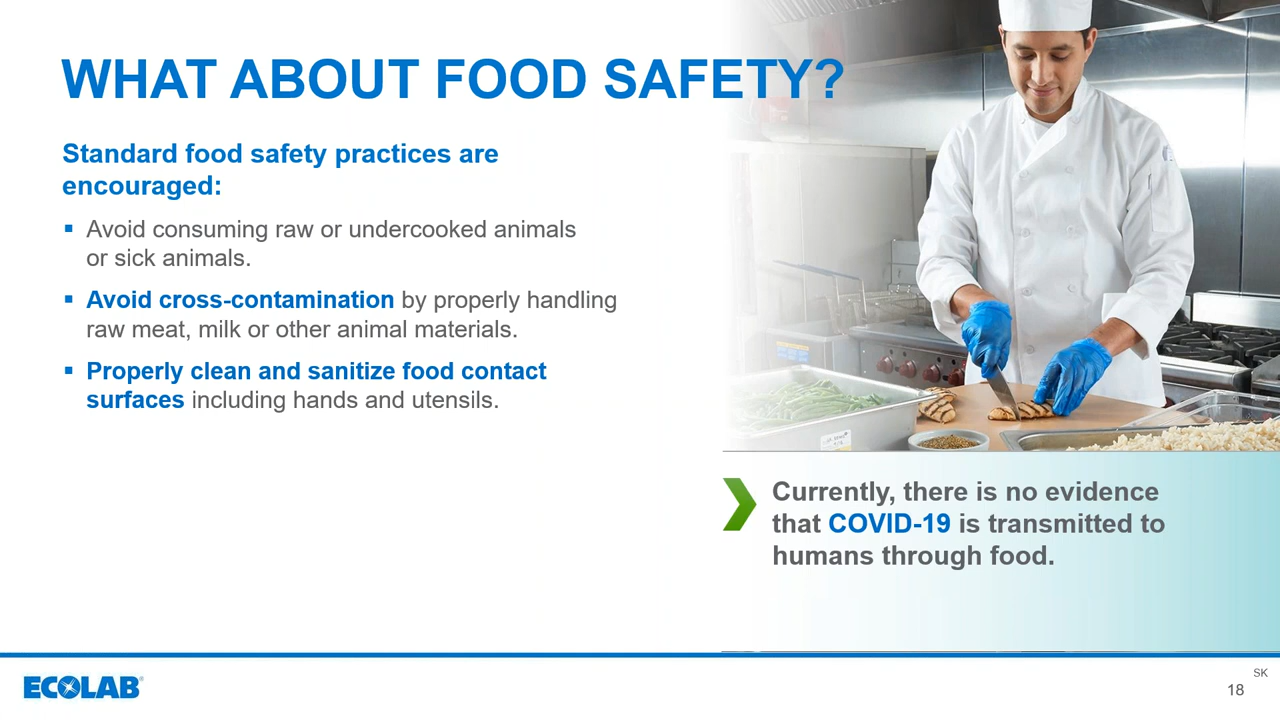 WHAT ABOUT FOOD SAFETY?
Standard food safety practices are
encouraged:
▪ Avoid consuming raw or undercooked animals
or sick animals.
▪ Avoid cross-contamination by properly handling
raw meat, milk or other animal materials.
▪ Properly clean and sanitize food contact
surfaces including hands and utensils.
Currently, there is no evidence
that COVID-19 is transmitted to
humans through food.
ECOLAB®
SK
18